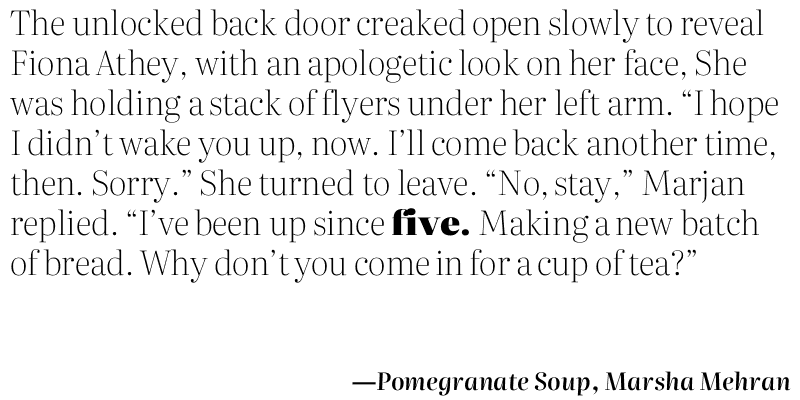 The unlocked back door creaked open slowly to reveal
Fiona Athey, with an apologetic look on her face, She
was holding a stack of flyers under her left arm. “I hope
I didn’t wake you up, now. I’ll come back another time,
then. Sorry.” She turned to leave. “No, stay,” Marjan
replied. “I’ve been up since five. Making a new batch
of bread. Why don’t you come in for a cup of tea?”
—Pomegranate Soup, Marsha Mehran